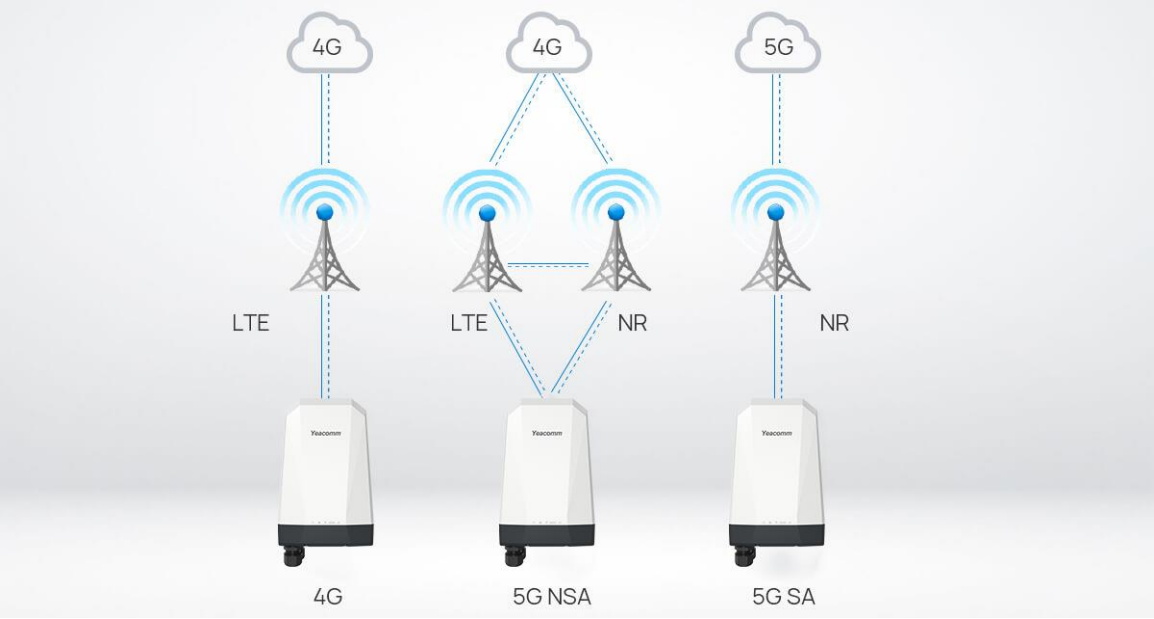 4G
4G
5G
LTE
LTE
NR
NR
Yeacomm
Yeacomm
Yeacomm
4G
5G NSA
5G SA